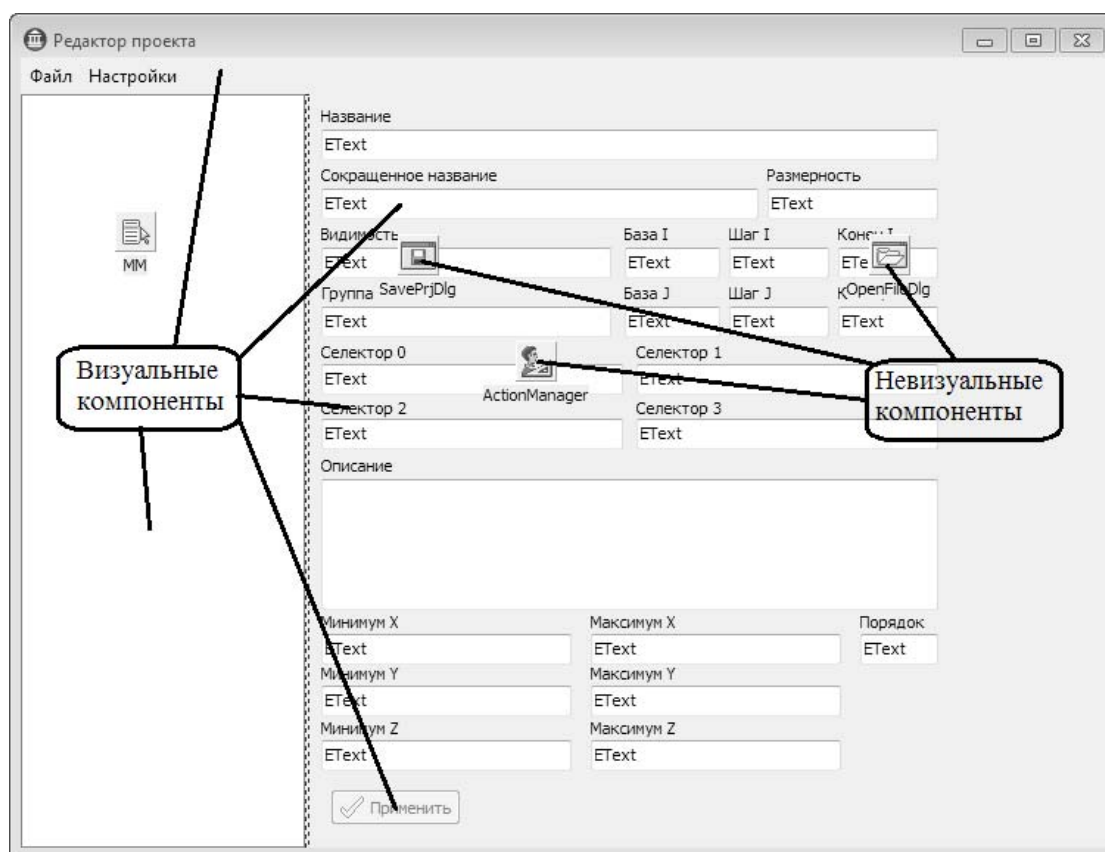 Редактор проекта
Файл Настройки
Название
EText
Сокращенное название Размерность
EText EText
MM
Видимость База I Шаг I Конец I
EText EText EText ETe
SavePrjDlg OpenFileDlg
Группа База J Шаг J К
EText EText EText EText
Селектор 0 Селектор 1
EText EText
ActionManager
Визуальные
компоненты
Невизуальные
компоненты
Селектор 2 Селектор 3
EText EText
Описание
Минимум X Максимум X Порядок
EText EText EText
Минимум Y Максимум Y
EText EText
Минимум Z Максимум Z
EText EText
Применить